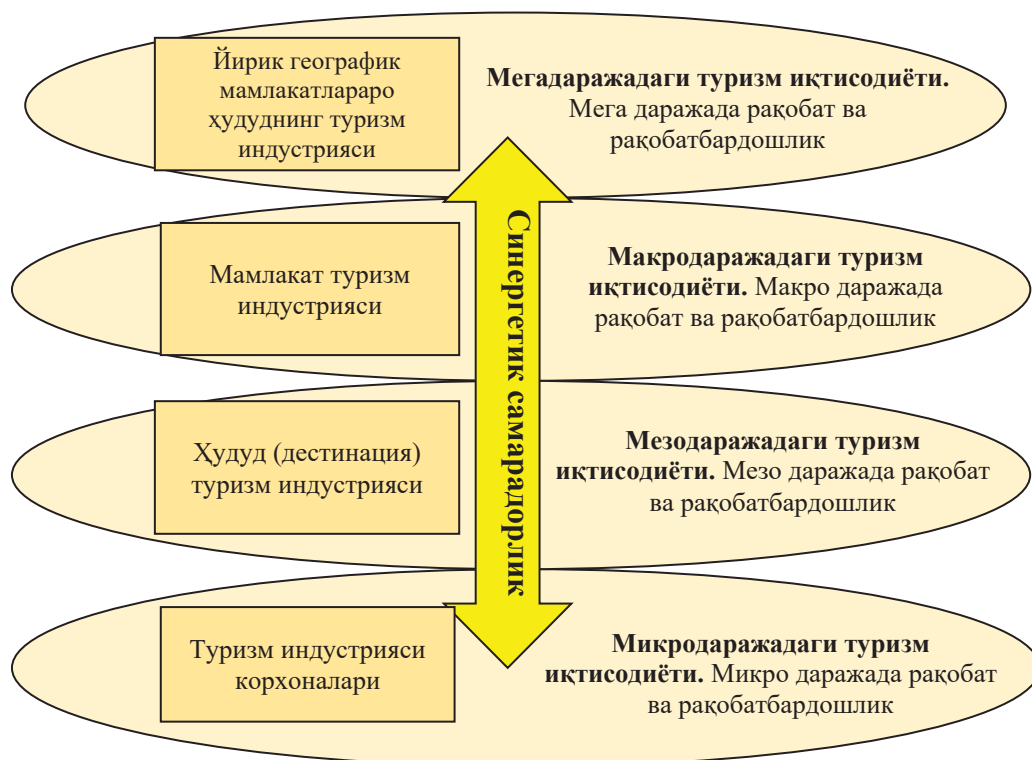 Йирик географик
мамлакатлараро
ҳудуднинг туризм
индустрияси
Мегадаражадаги туризм иқтисодиёти.
Мега даражада рақобат ва
рақобатбардошлик
Мамлакат туризм
индустрияси
Макродаражадаги туризм
иқтисодиёти. Макро даражада
рақобат ва рақобатбардошлик
Ҳудуд (дестинация)
туризм индустрияси
Мезодаражадаги туризм
иқтисодиёти. Мезо даражада рақобат
ва рақобатбардошлик
Туризм индустрияси
корхоналари
Микродаражадаги туризм
иқтисодиёти. Микро даражада рақобат
ва рақобатбардошлик
Синергетик самарадорлик